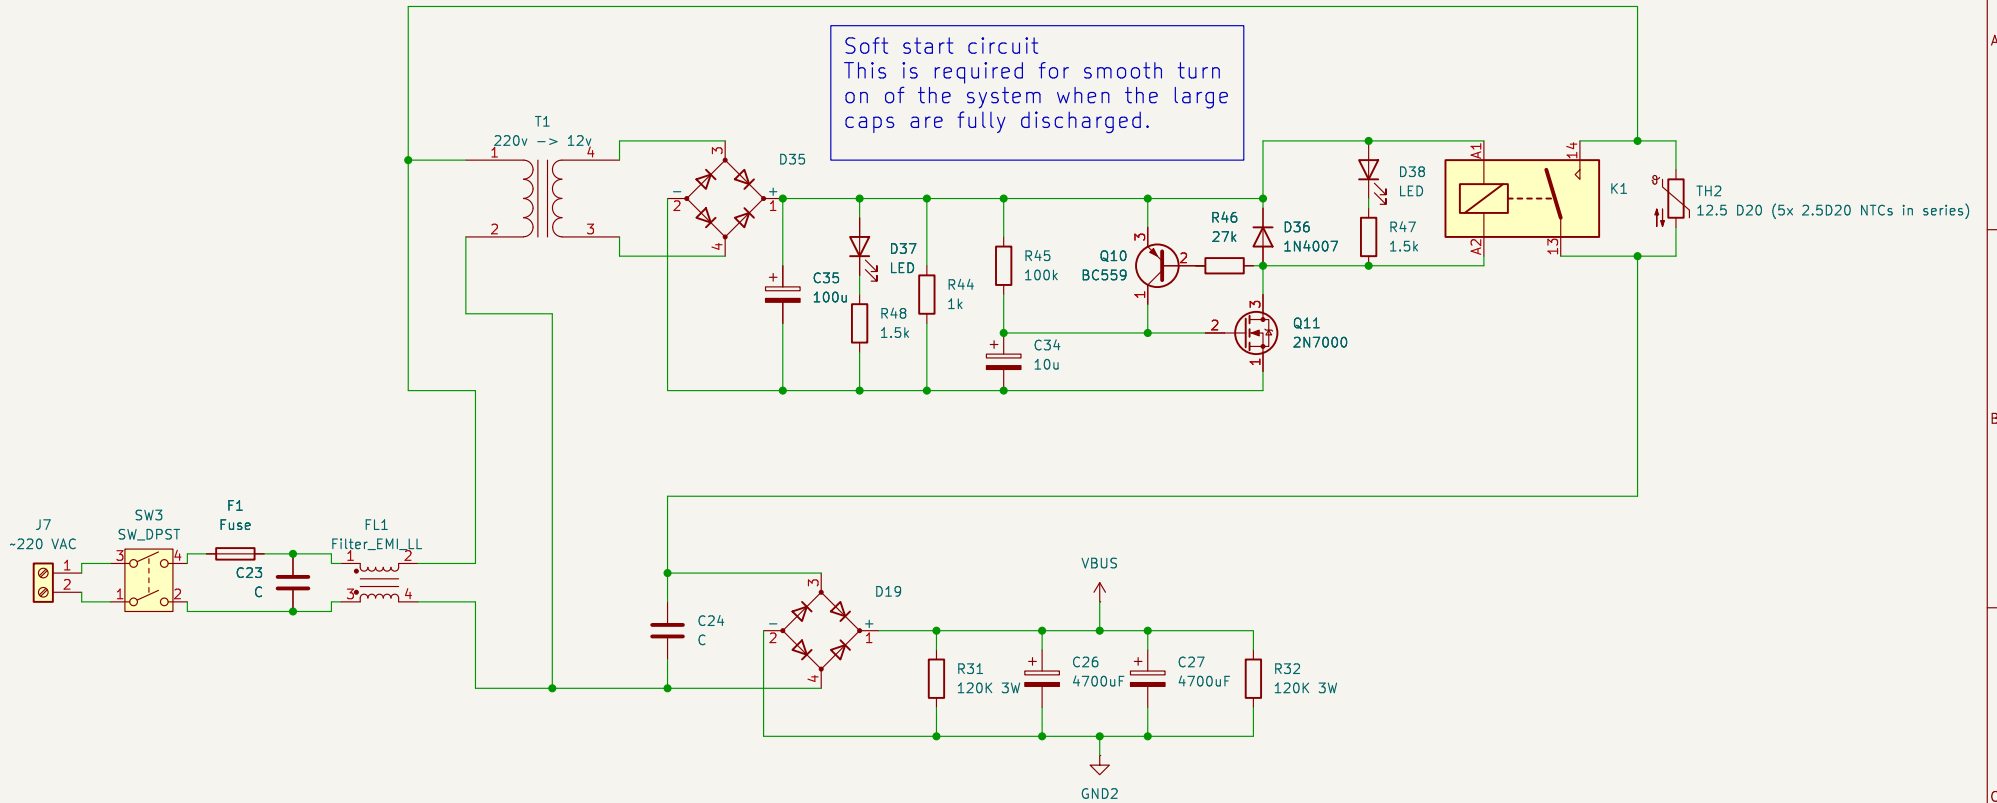 A
Soft start circuit
This is required for smooth turn
on of the system when the large
caps are fully discharged.
T1
220v -> 12v
1
4
2
3
D35
3
-
+
2
1
4
C35
100u
+
D37
LED
R48
1.5k
R44
1k
R45
100k
+
C34
10u
Q10
BC559
3
2
1
R46
27k
D36
1N4007
2
3
1
Q11
2N7000
D38
LED
R47
1.5k
A1
A2
14
13
K1
TH2
12.5 D20 (5x 2.5D20 NTCs in series)
B
J7
~220 VAC
1
2
SW3
SW_DPST
3
4
1
2
F1
Fuse
C23
C
FL1
Filter_EMI_LL
1
2
3
4
C24
C
D19
3
-
+
2
1
4
R31
120K 3W
+
C26
4700uF
VBUS
+
C27
4700uF
R32
120K 3W
GND2
C